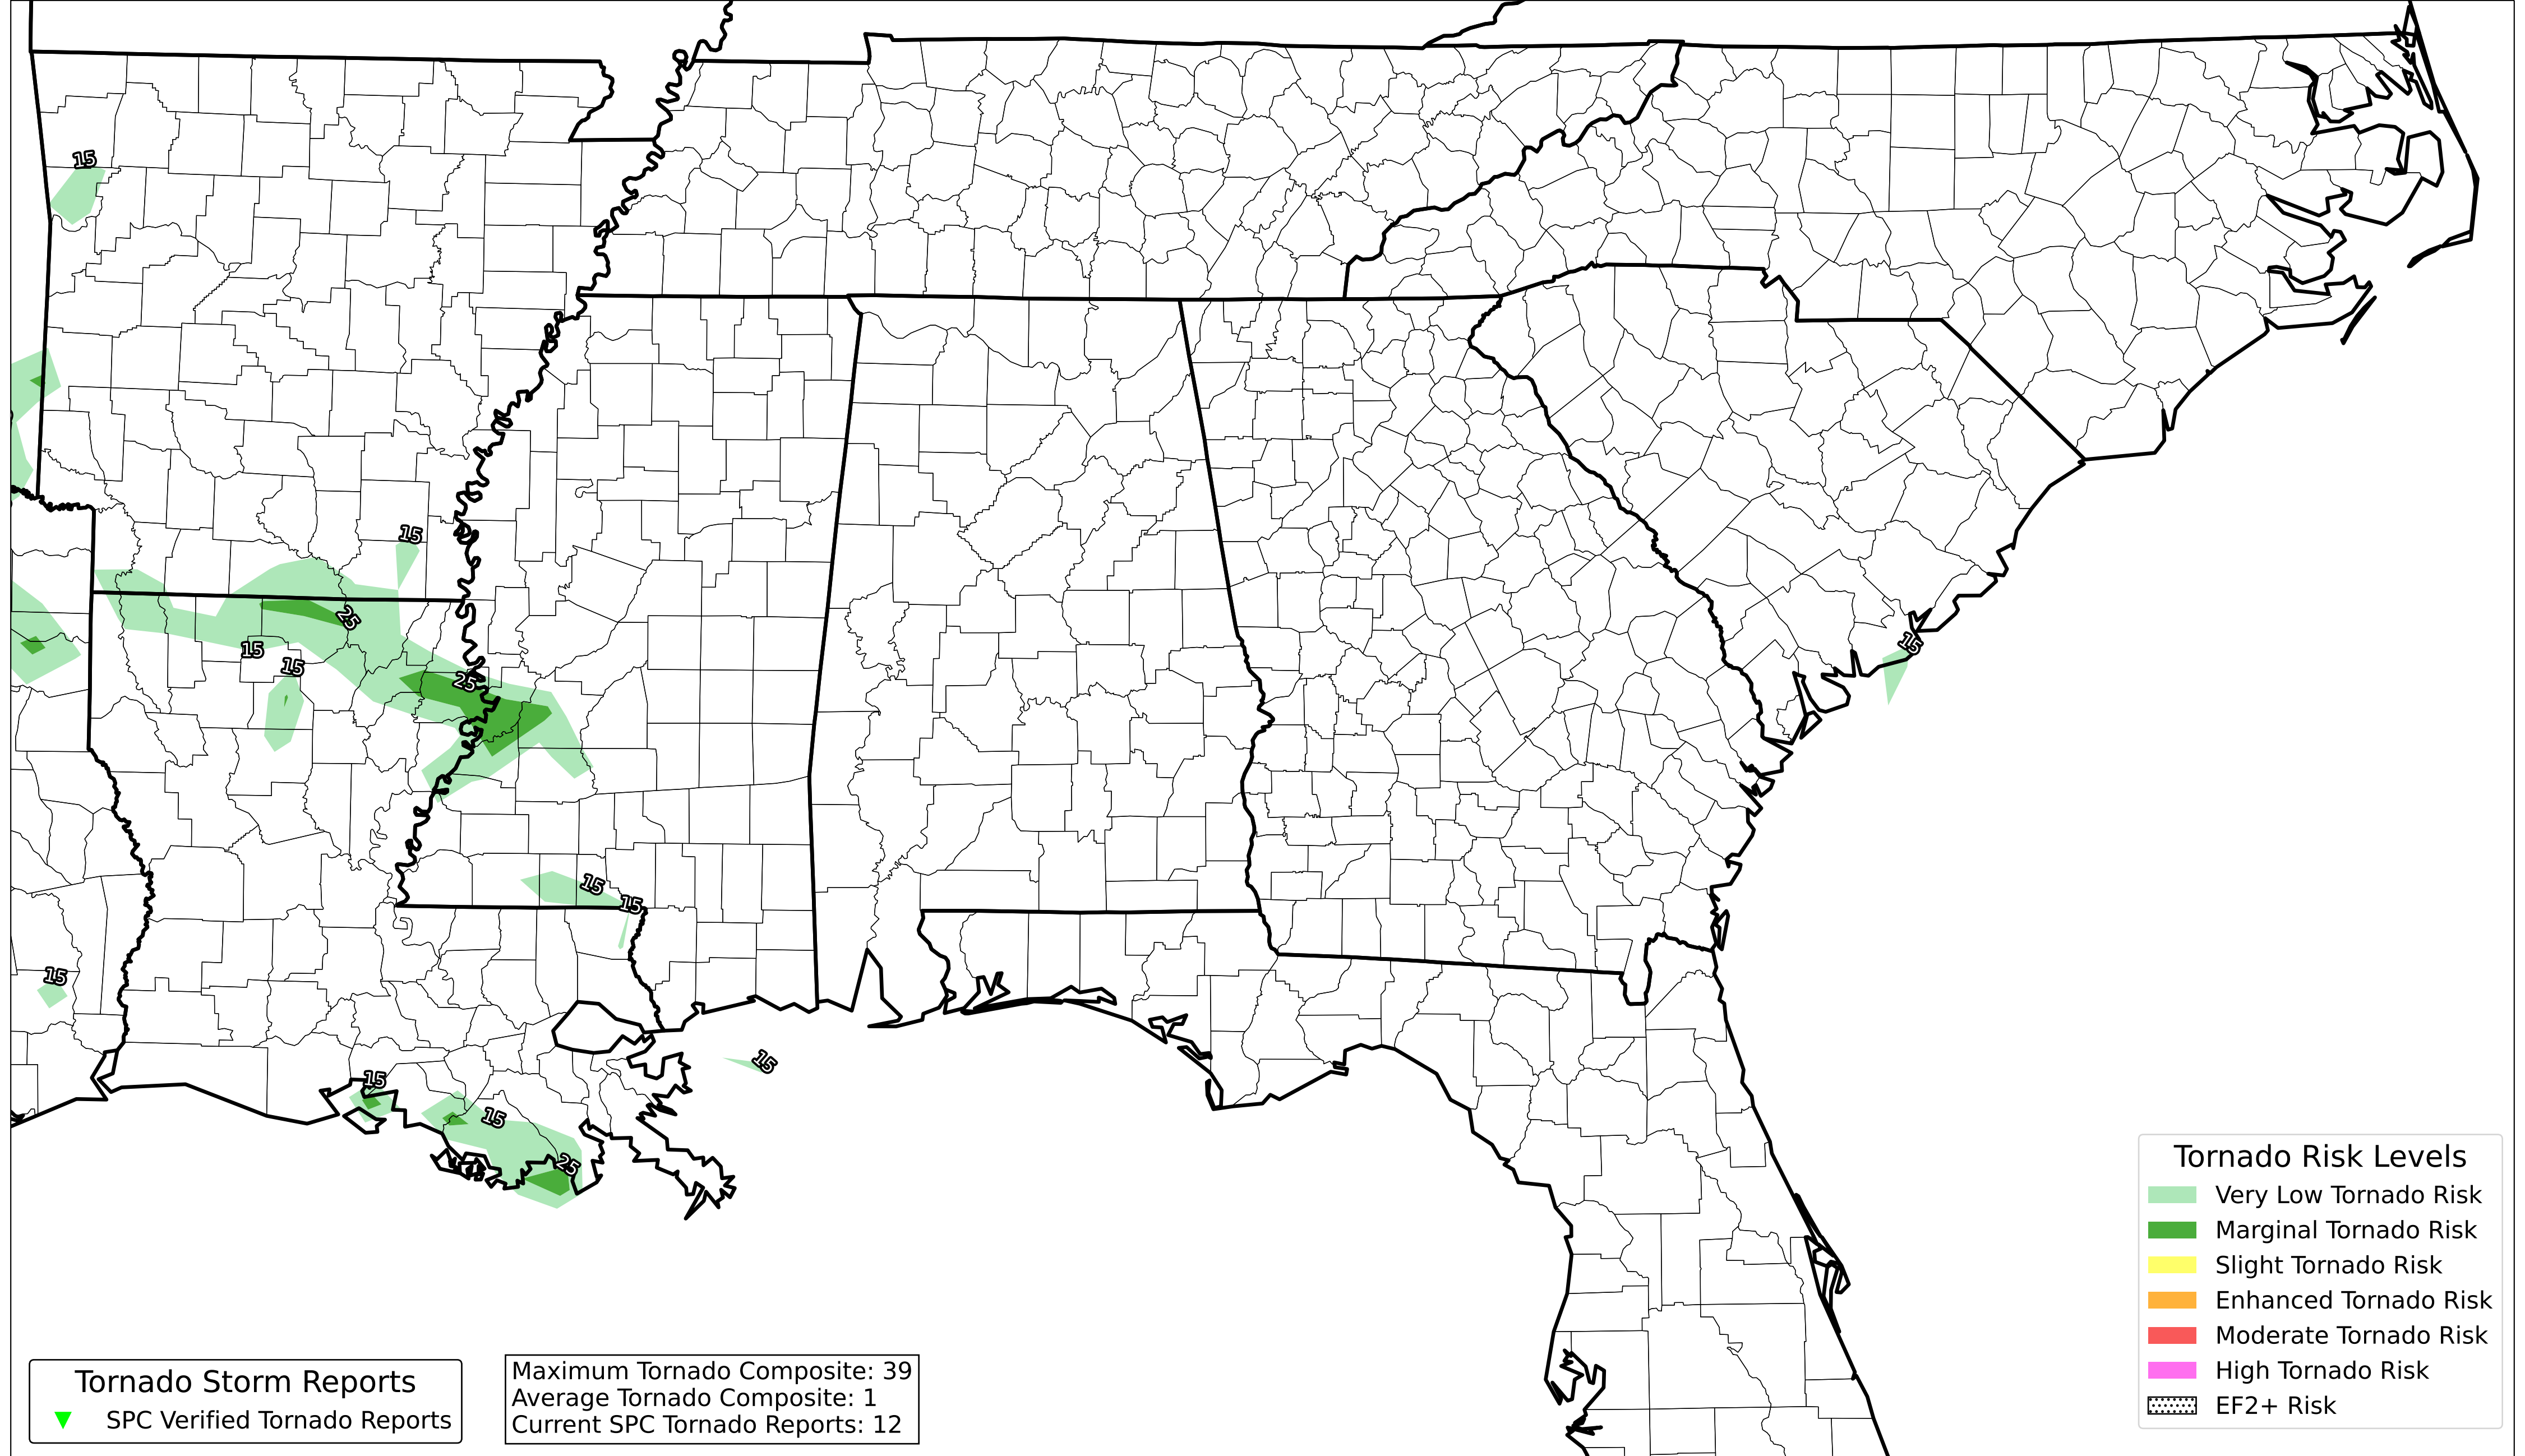 15
15
25
15
15
25
15
15
15
15
15
15
15
25
Tornado Risk Levels
Very Low Tornado Risk
Marginal Tornado Risk
Slight Tornado Risk
Enhanced Tornado Risk
Moderate Tornado Risk
High Tornado Risk
EF2+ Risk
Tornado Storm Reports
SPC Verified Tornado Reports
Maximum Tornado Composite: 39
Average Tornado Composite: 1
Current SPC Tornado Reports: 12